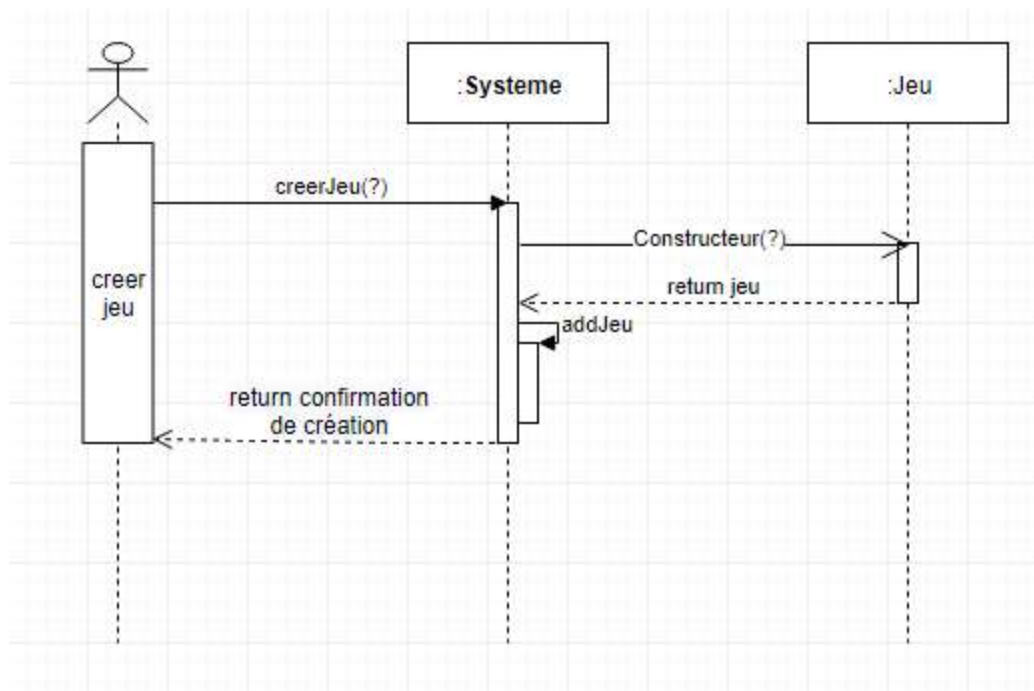 :Systeme
:Jeu
creerJeu(?)
Constructeur(?)
creer
jeu
return jeu
addJeu
return confirmation
de création